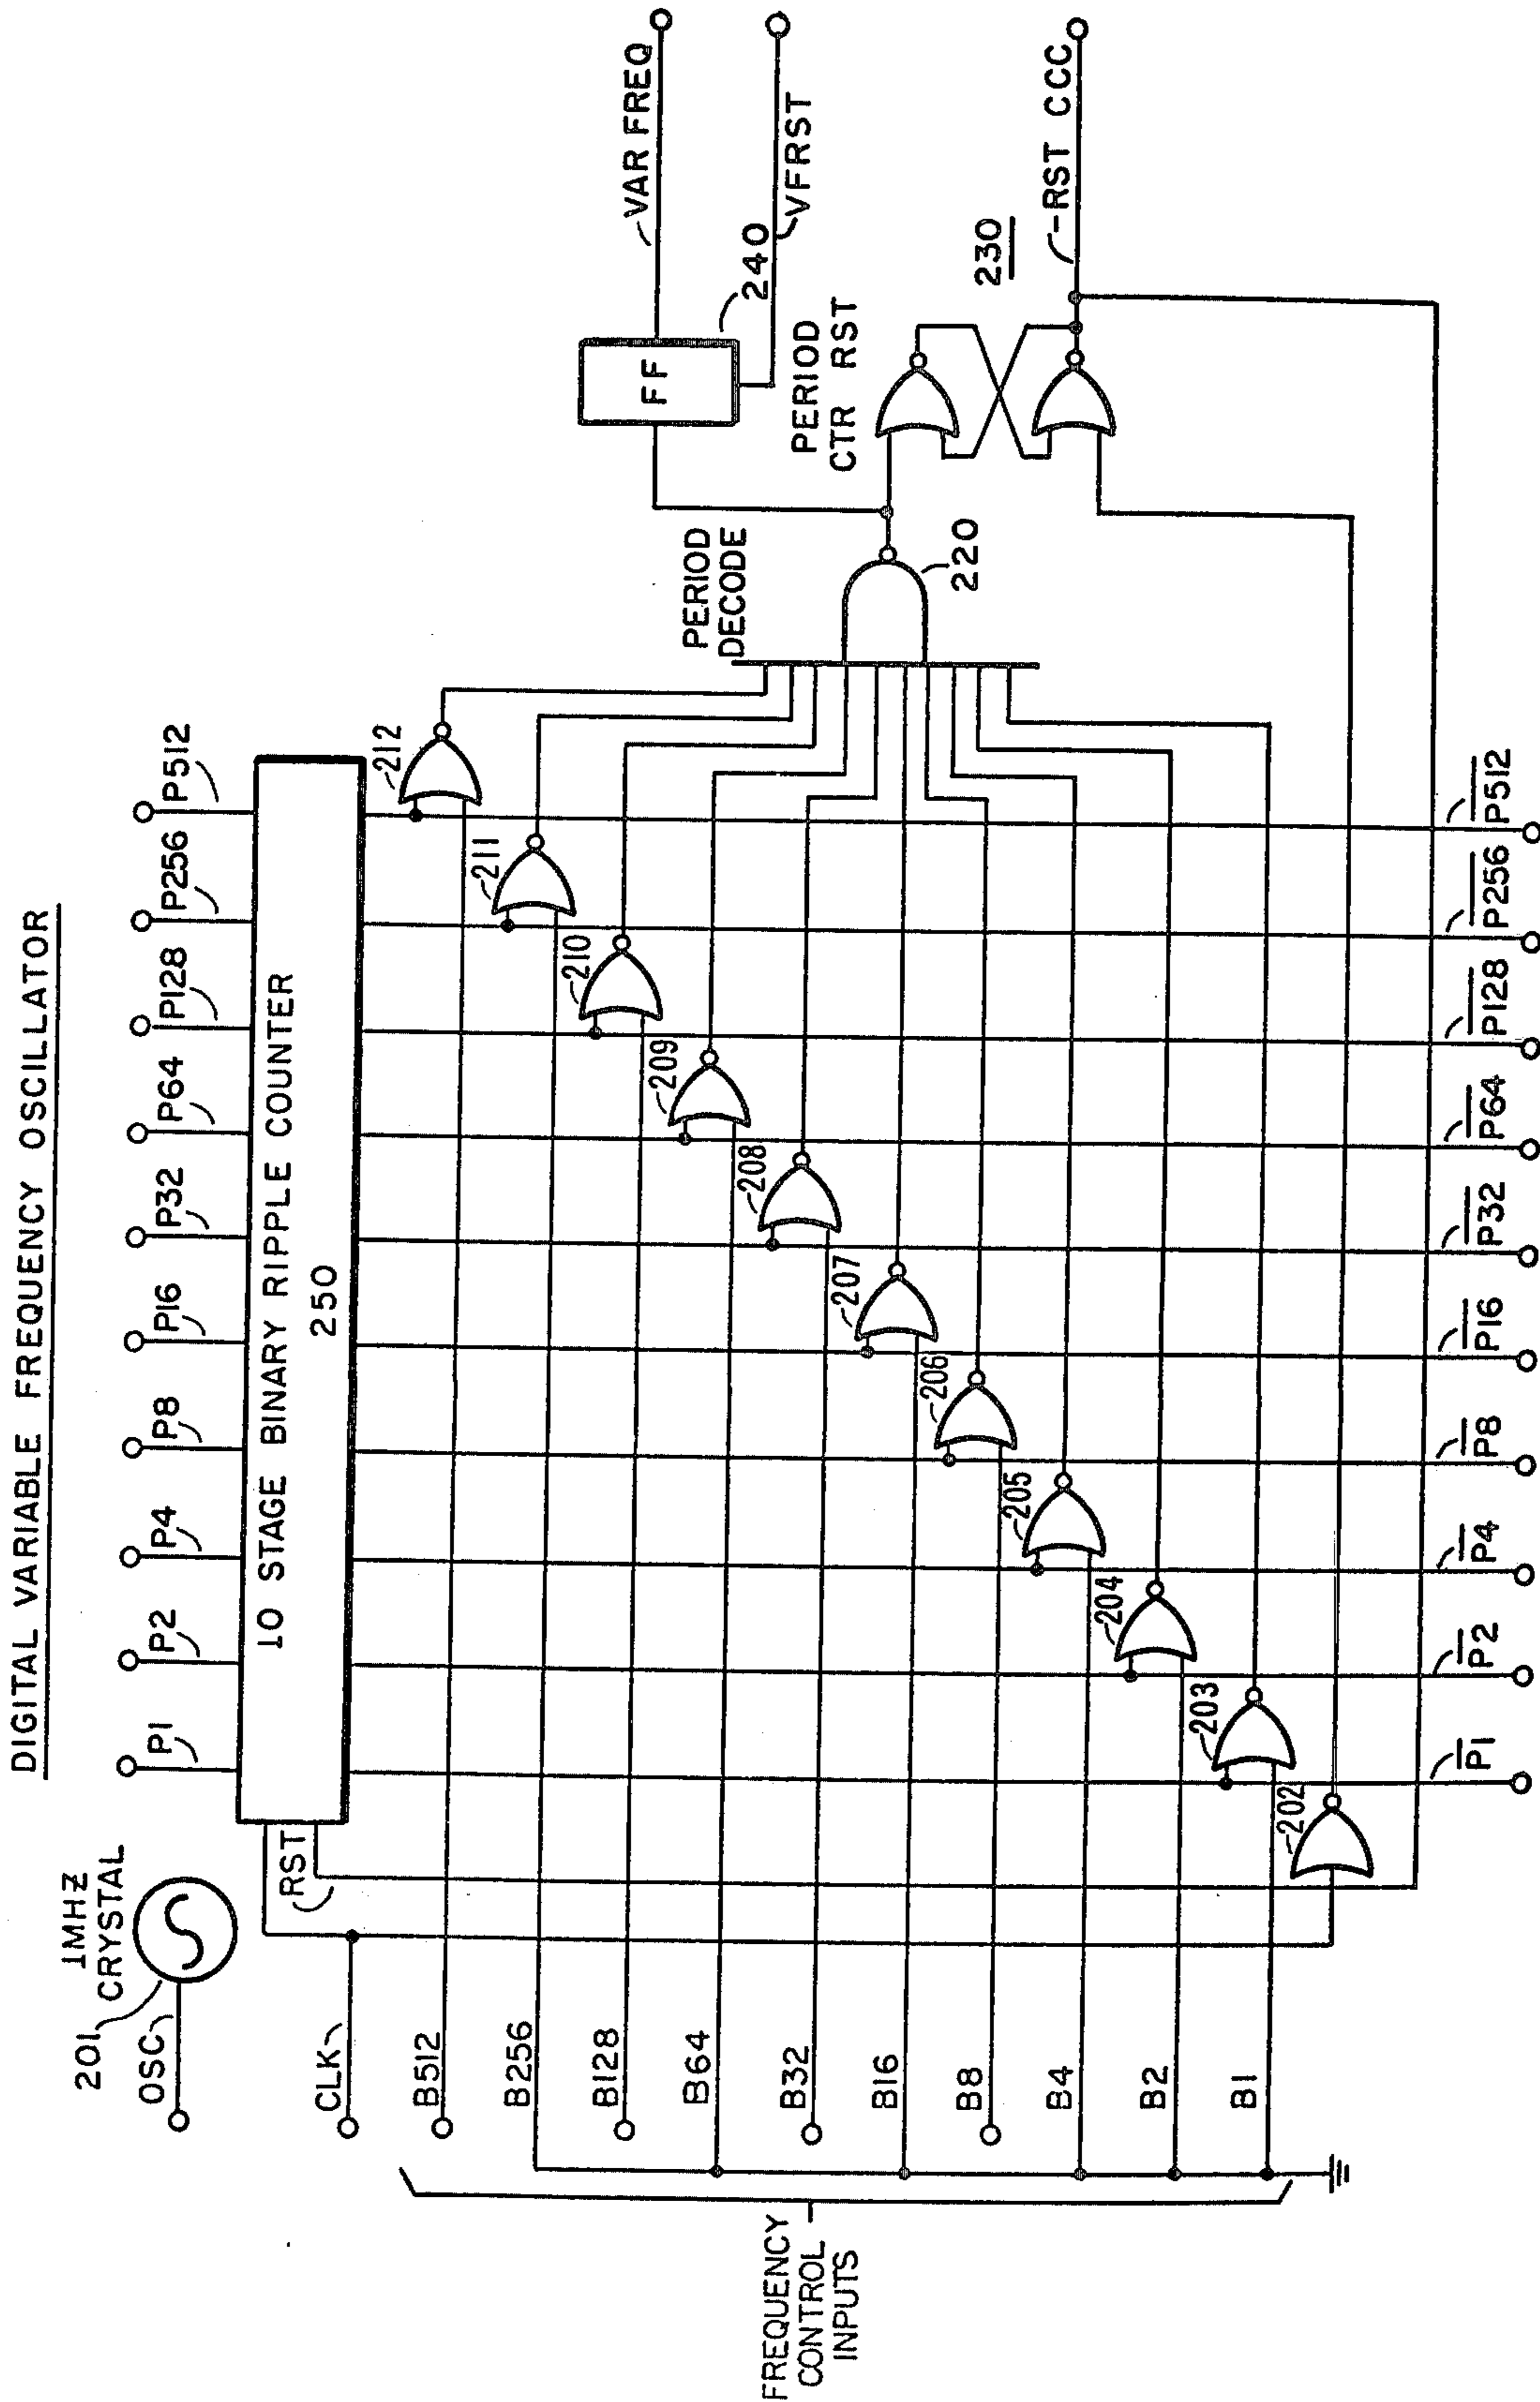 DIGITAL VARIABLE FREQUENCY OSCILLATOR
P1
P2
P4
P8
P16
P32
P64
P128
P256
P512
10 STAGE BINARY RIPPLE COUNTER
250
RST
1MHZ
CRYSTAL
201
OSC
CLK
B512
B256
B128
B64
B32
B16
B8
B4
B2
B1
FREQUENCY
CONTROL
INPUTS
202
203
204
205
206
207
208
209
210
211
212
PERIOD
DECODE
220
FF
240
VAR FREQ
VFRST
PERIOD
CTR RST
230
-RST CCC
P1
P2
P4
P8
P16
P32
P64
P128
P256
P512